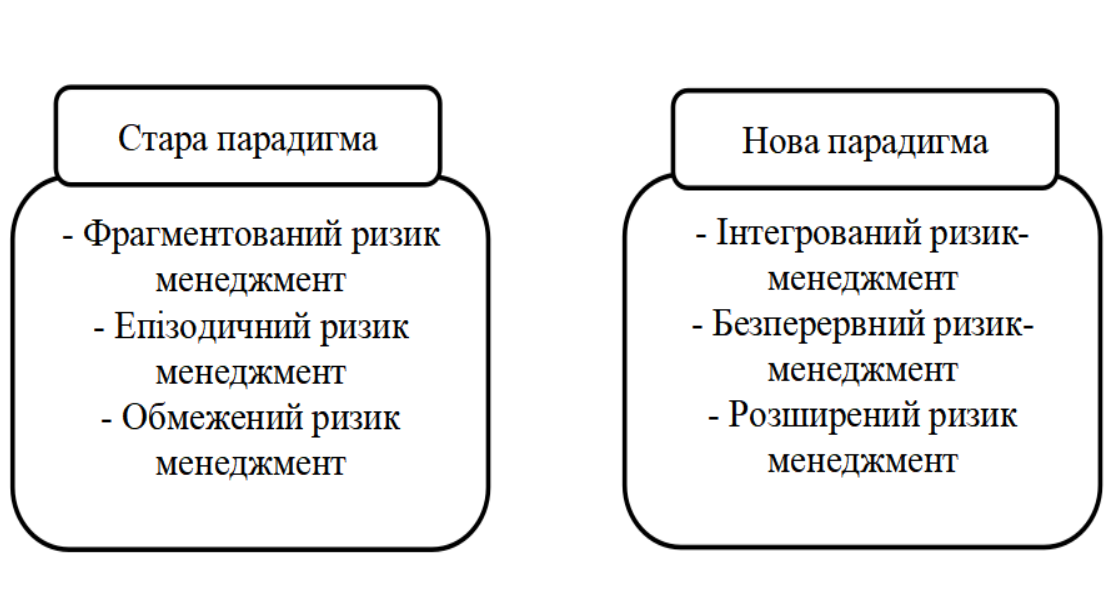 Стара парадигма
- Фрагментований ризик
менеджмент
- Епізодичний ризик
менеджмент
- Обмежений ризик
менеджмент
Нова парадигма
- Інтегрований ризик-
менеджмент
- Безперервний ризик-
менеджмент
- Розширений ризик
менеджмент